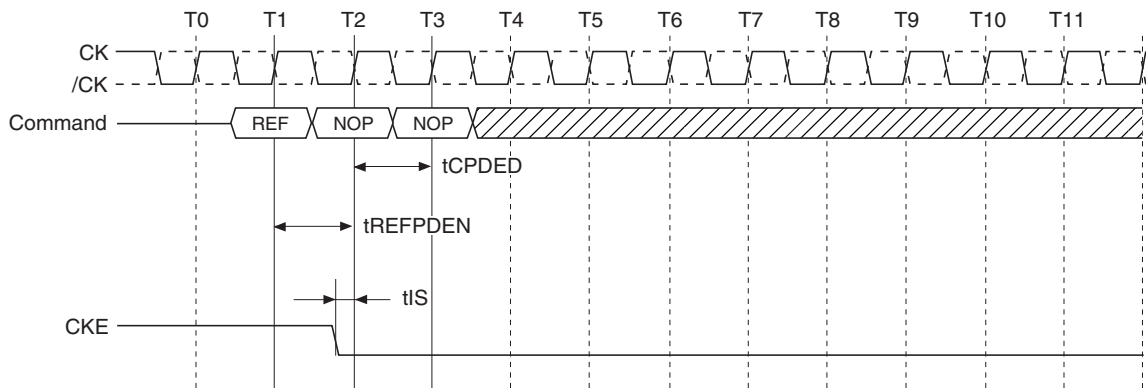 T0 T1 T2 T3 T4 T5 T6 T7 T8 T9 T10 T11
CK
/CK
Command REF NOP NOP
tCPDED
tREFPDEN
tIS
CKE